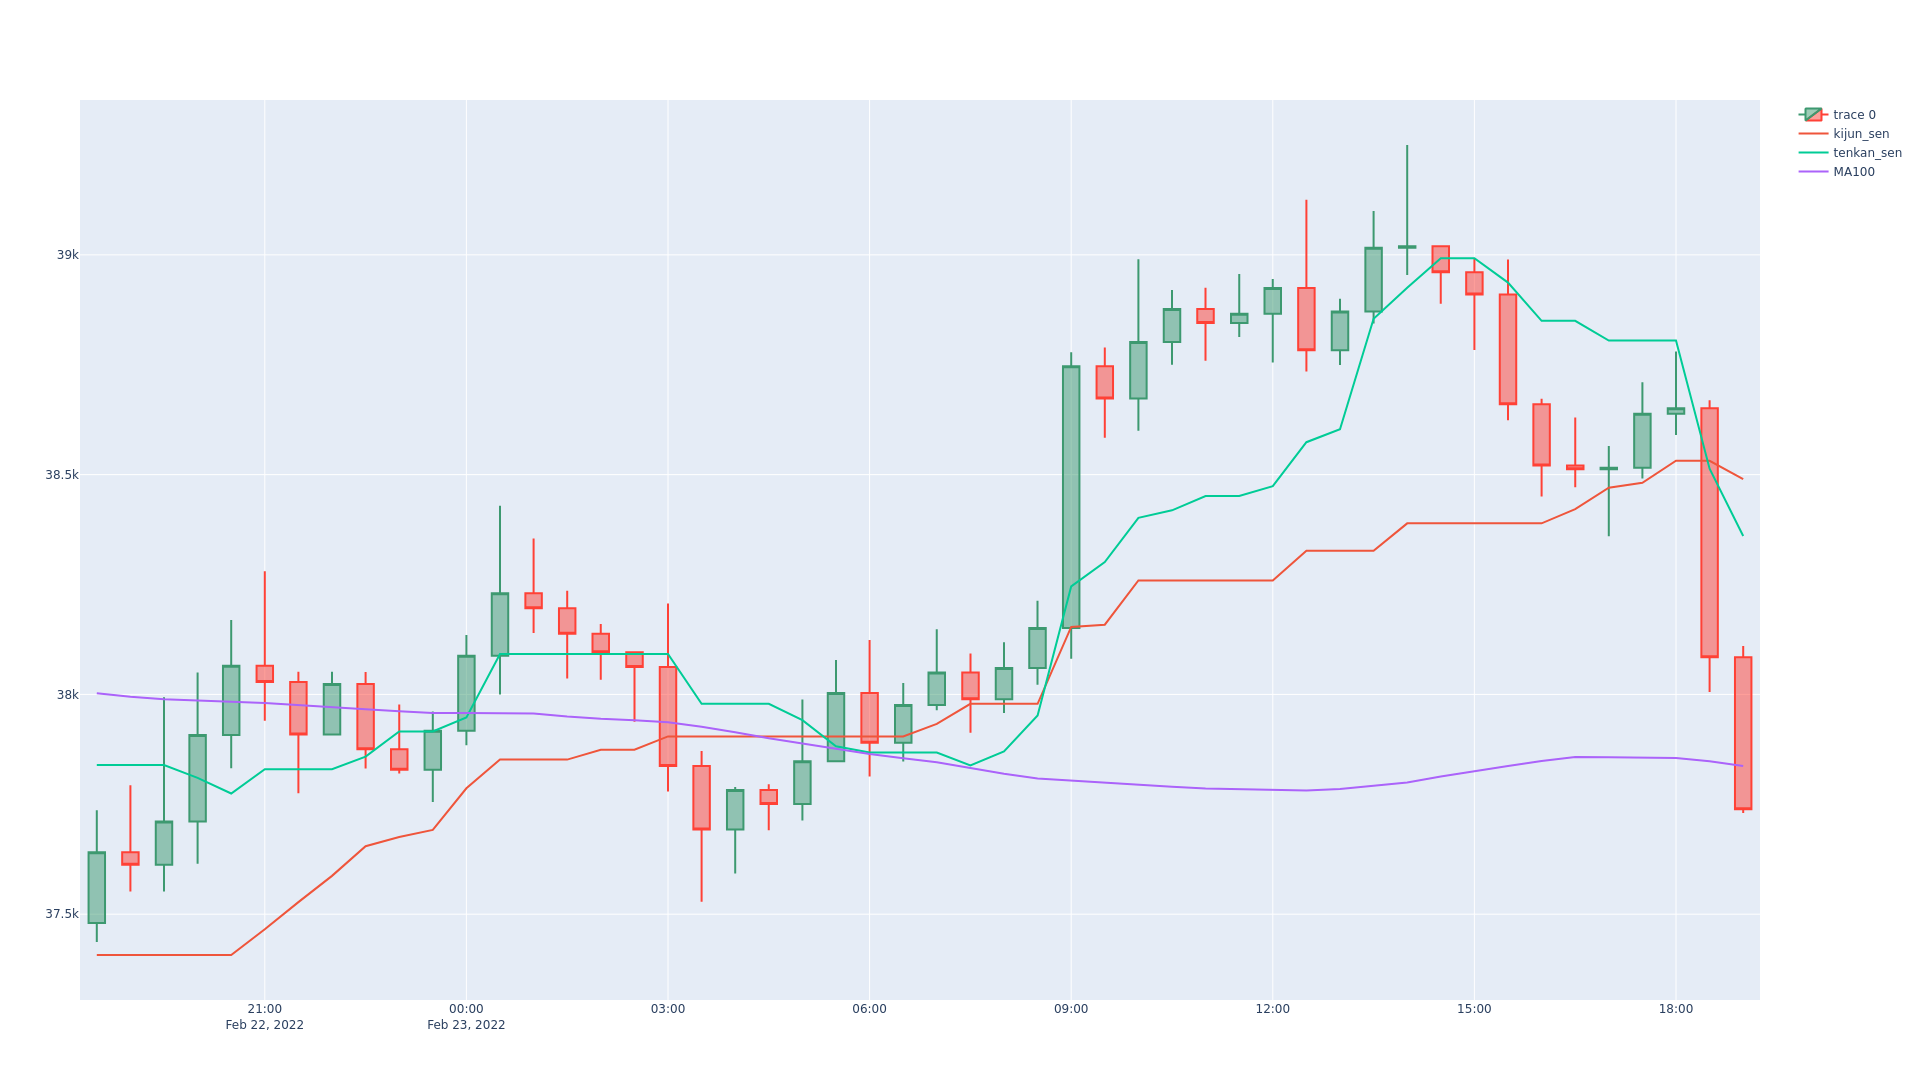 trace 0
kijun_sen
tenkan_sen
MA100
39k
38.5k
38k
37.5k
21:00 00:00 03:00 06:00 09:00 12:00 15:00 18:00
Feb 22, 2022 Feb 23, 2022